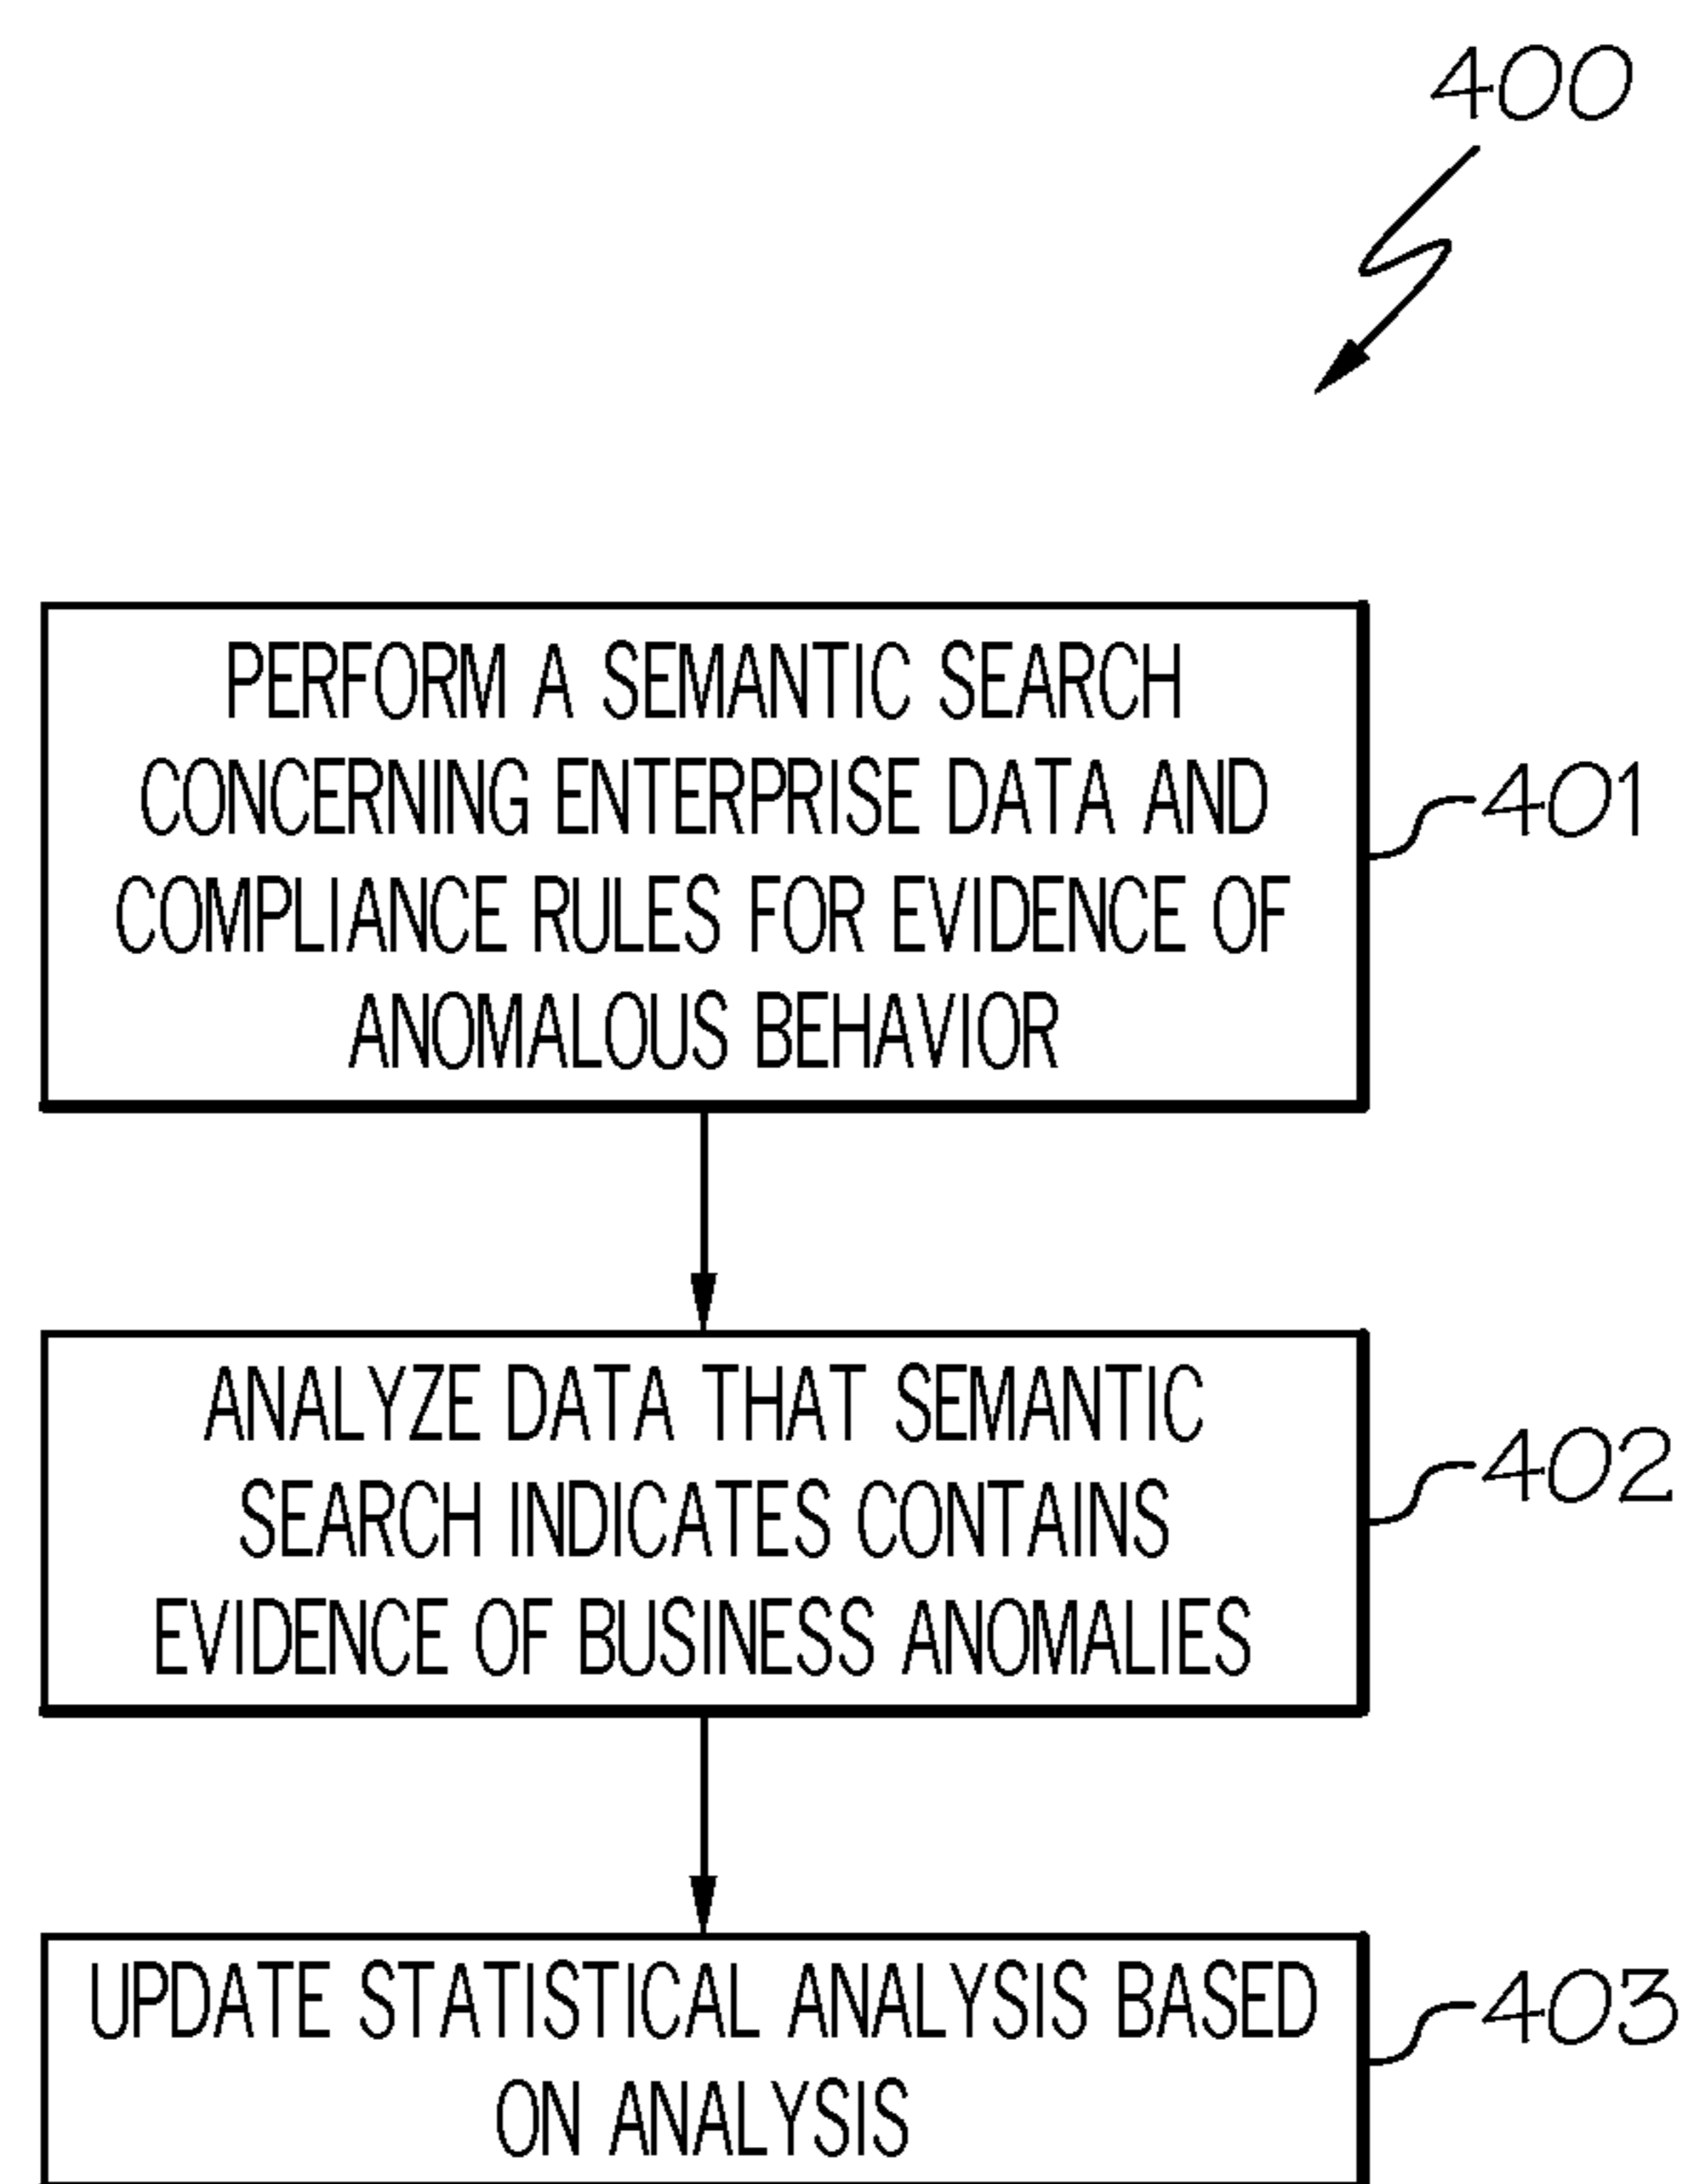 400
PERFORM A SEMANTIC SEARCH
CONCERNING ENTERPRISE DATA AND
COMPLIANCE RULES FOR EVIDENCE OF
ANOMALOUS BEHAVIOR
401
ANALYZE DATA THAT SEMANTIC
SEARCH INDICATES CONTAINS
EVIDENCE OF BUSINESS ANOMALIES
402
UPDATE STATISTICAL ANALYSIS BASED
ON ANALYSIS
403